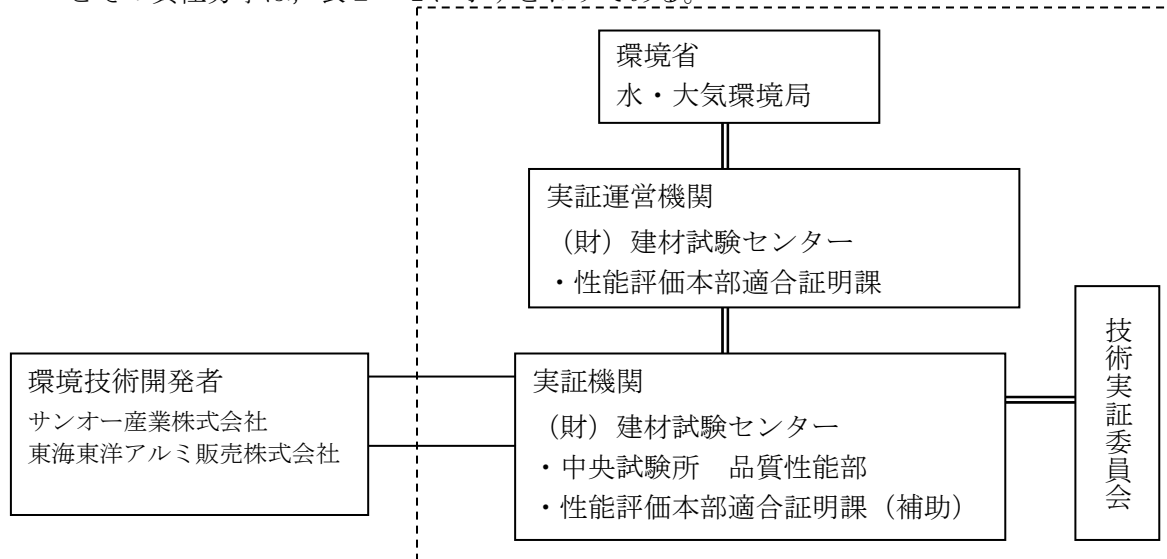 環境省
水・大気環境局
実証運営機関
（財）建材試験センター
・性能評価本部適合証明課
技術実証委員会
環境技術開発者
サンオー産業株式会社
東海東洋アルミ販売株式会社
実証機関
（財）建材試験センター
・中央試験所　品質性能部
・性能評価本部適合証明課（補助）